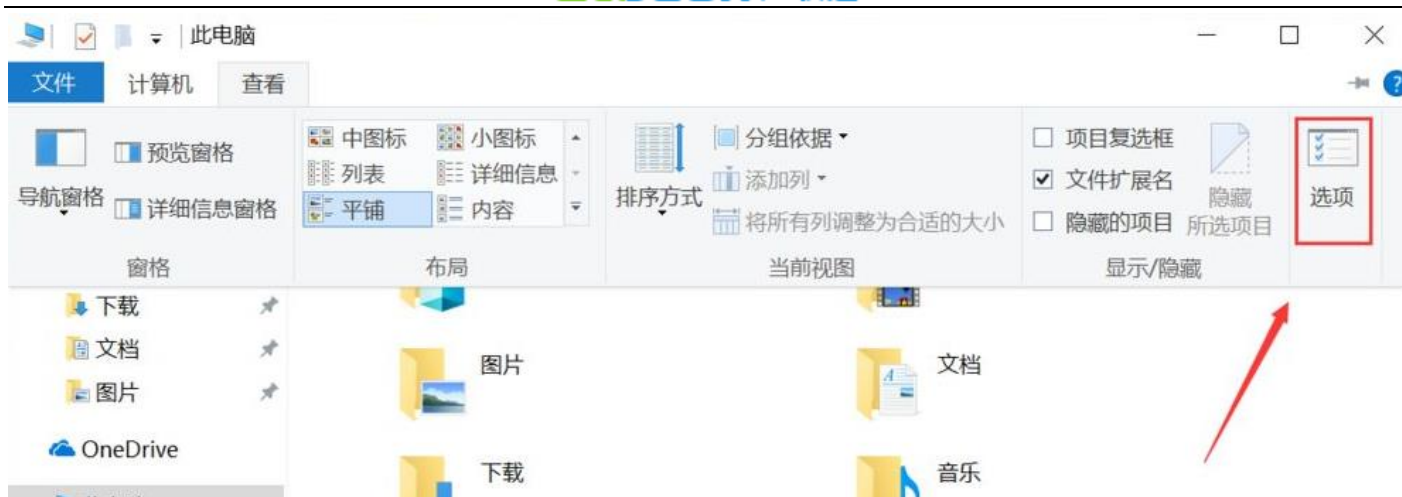 此电脑
文件 计算机 查看
导航窗格 预览窗格 详细信息窗格
窗格
中图标 小图标
列表 详细信息
平铺 内容
布局
排序方式 分组依据
添加列
将所有列调整为合适的大小
当前视图
项目复选框
文件扩展名
隐藏的项目
隐藏
所选项目
显示/隐藏
选项
下载
文档
图片
OneDrive
图片 文档
下载 音乐